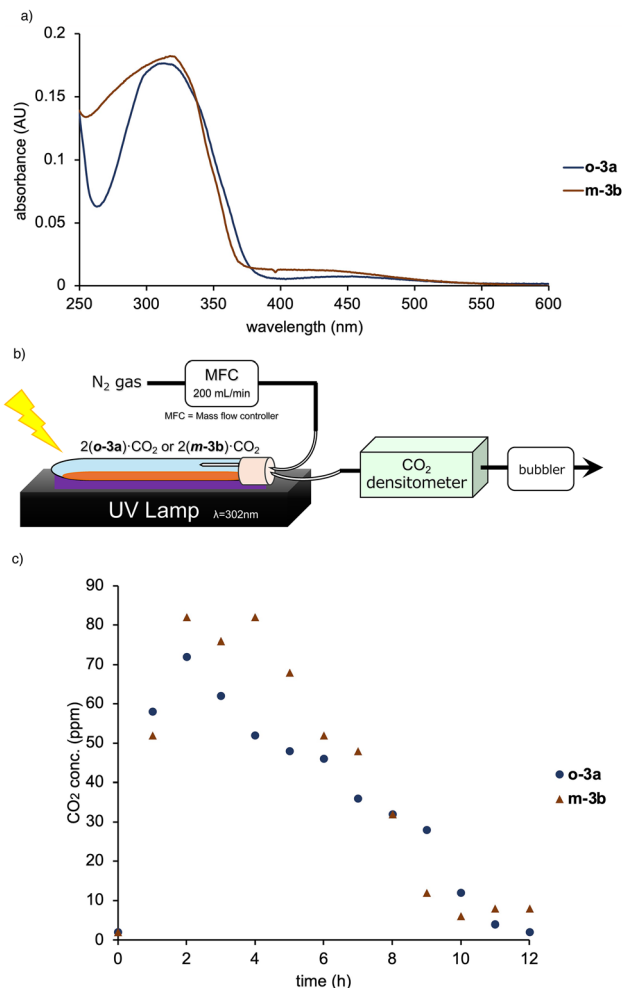 a)
0.2
0.15
0.1
0.05
0
absorbance (AU)
250 300 350 400 450 500 550 600
wavelength (nm)
o-3a
m-3b
b)
N₂ gas
MFC
200 mL/min
MFC = Mass flow controller
2(o-3a)·CO₂ or 2(m-3b)·CO₂
UV Lamp λ=302nm
CO₂
densitometer
bubbler
c)
90
80
70
60
50
40
30
20
10
0
CO₂ conc. (ppm)
0 2 4 6 8 10 12
time (h)
o-3a
m-3b